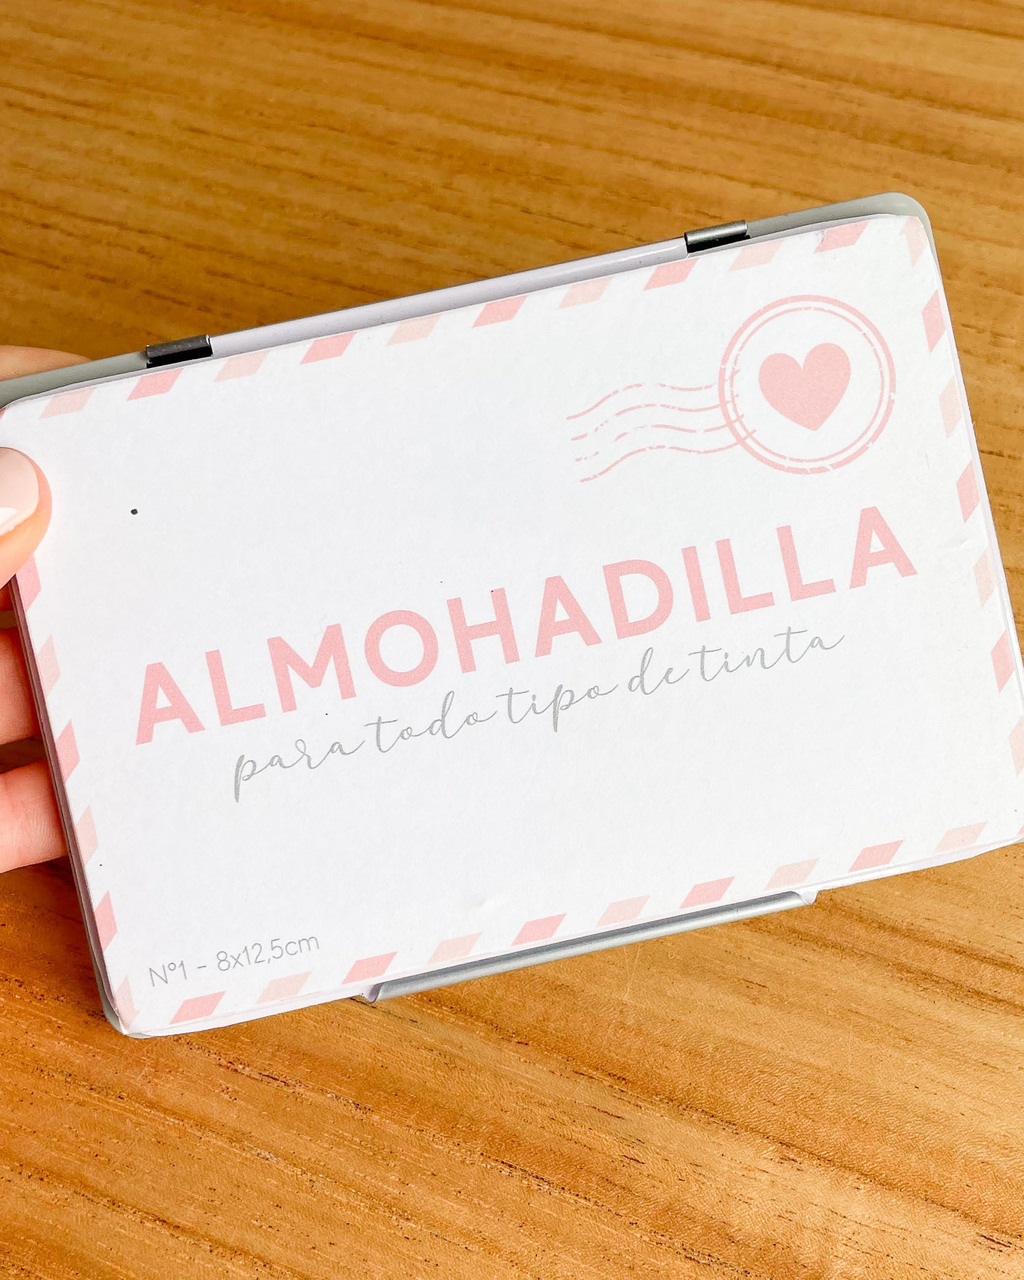 ALMOHADILLA
para todo tipo de tinta
Nº1 - 8x12,5cm